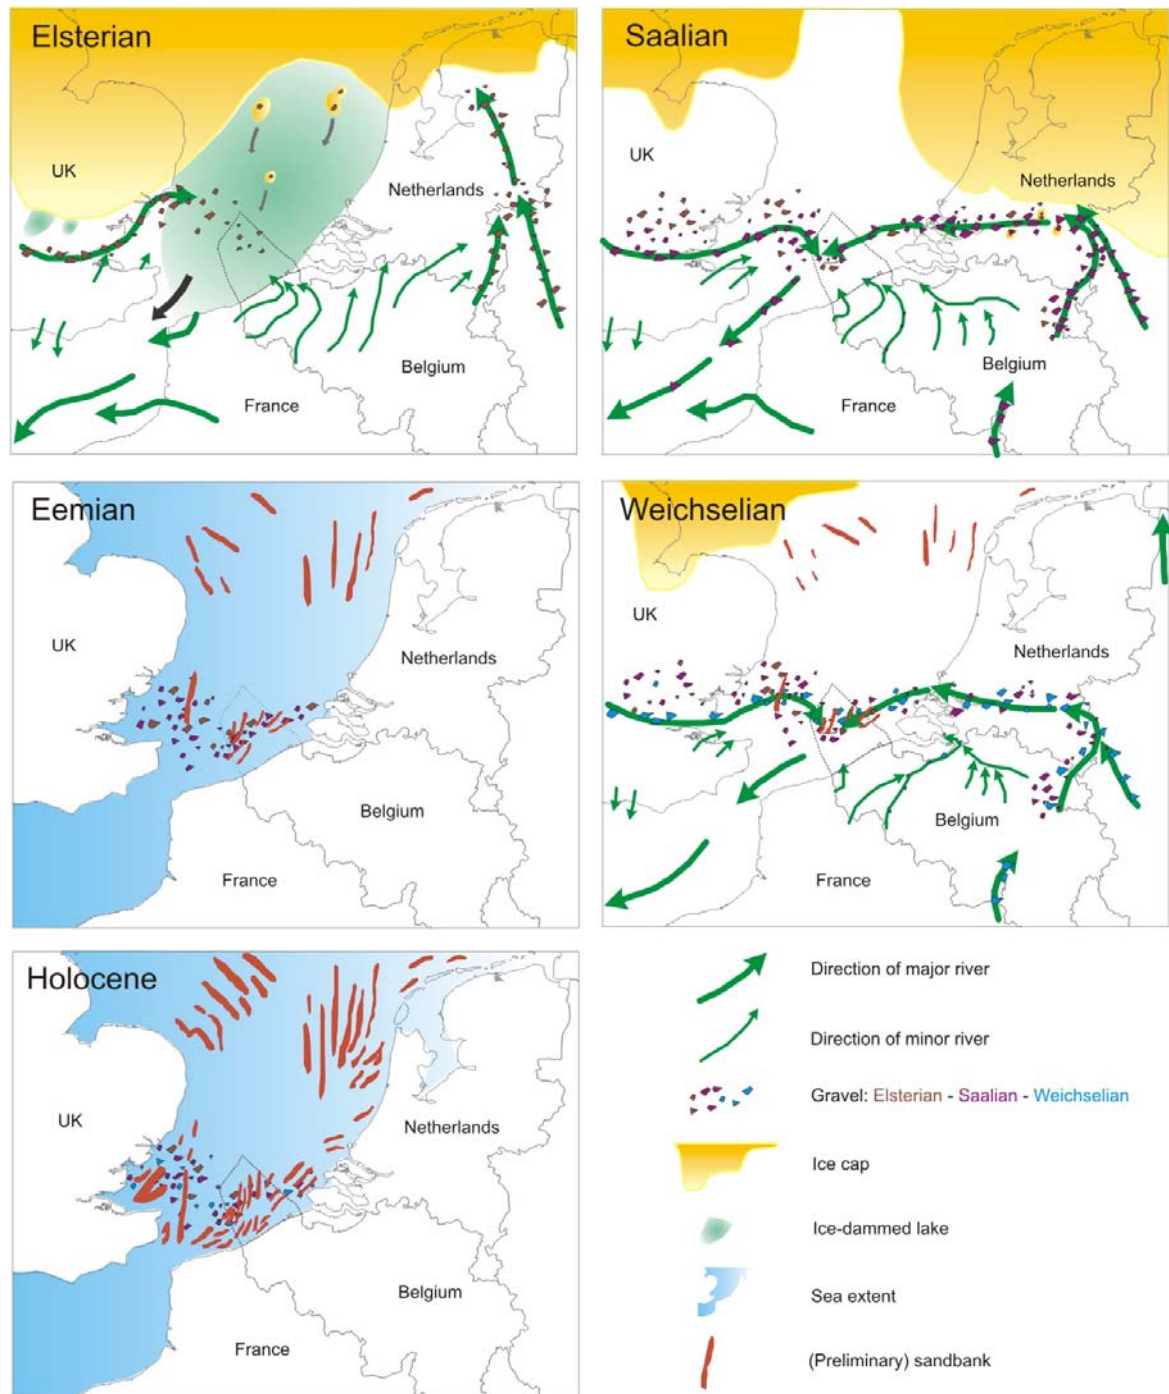 Elsterian
UK
Netherlands
Belgium
France
Saalian
UK
Netherlands
Belgium
France
Eemian
UK
Netherlands
Belgium
France
Weichselian
UK
Netherlands
Belgium
France
Holocene
UK
Netherlands
Belgium
France
Direction of major river
Direction of minor river
Gravel: Elsterian - Saalian - Weichselian
Ice cap
Ice-dammed lake
Sea extent
(Preliminary) sandbank